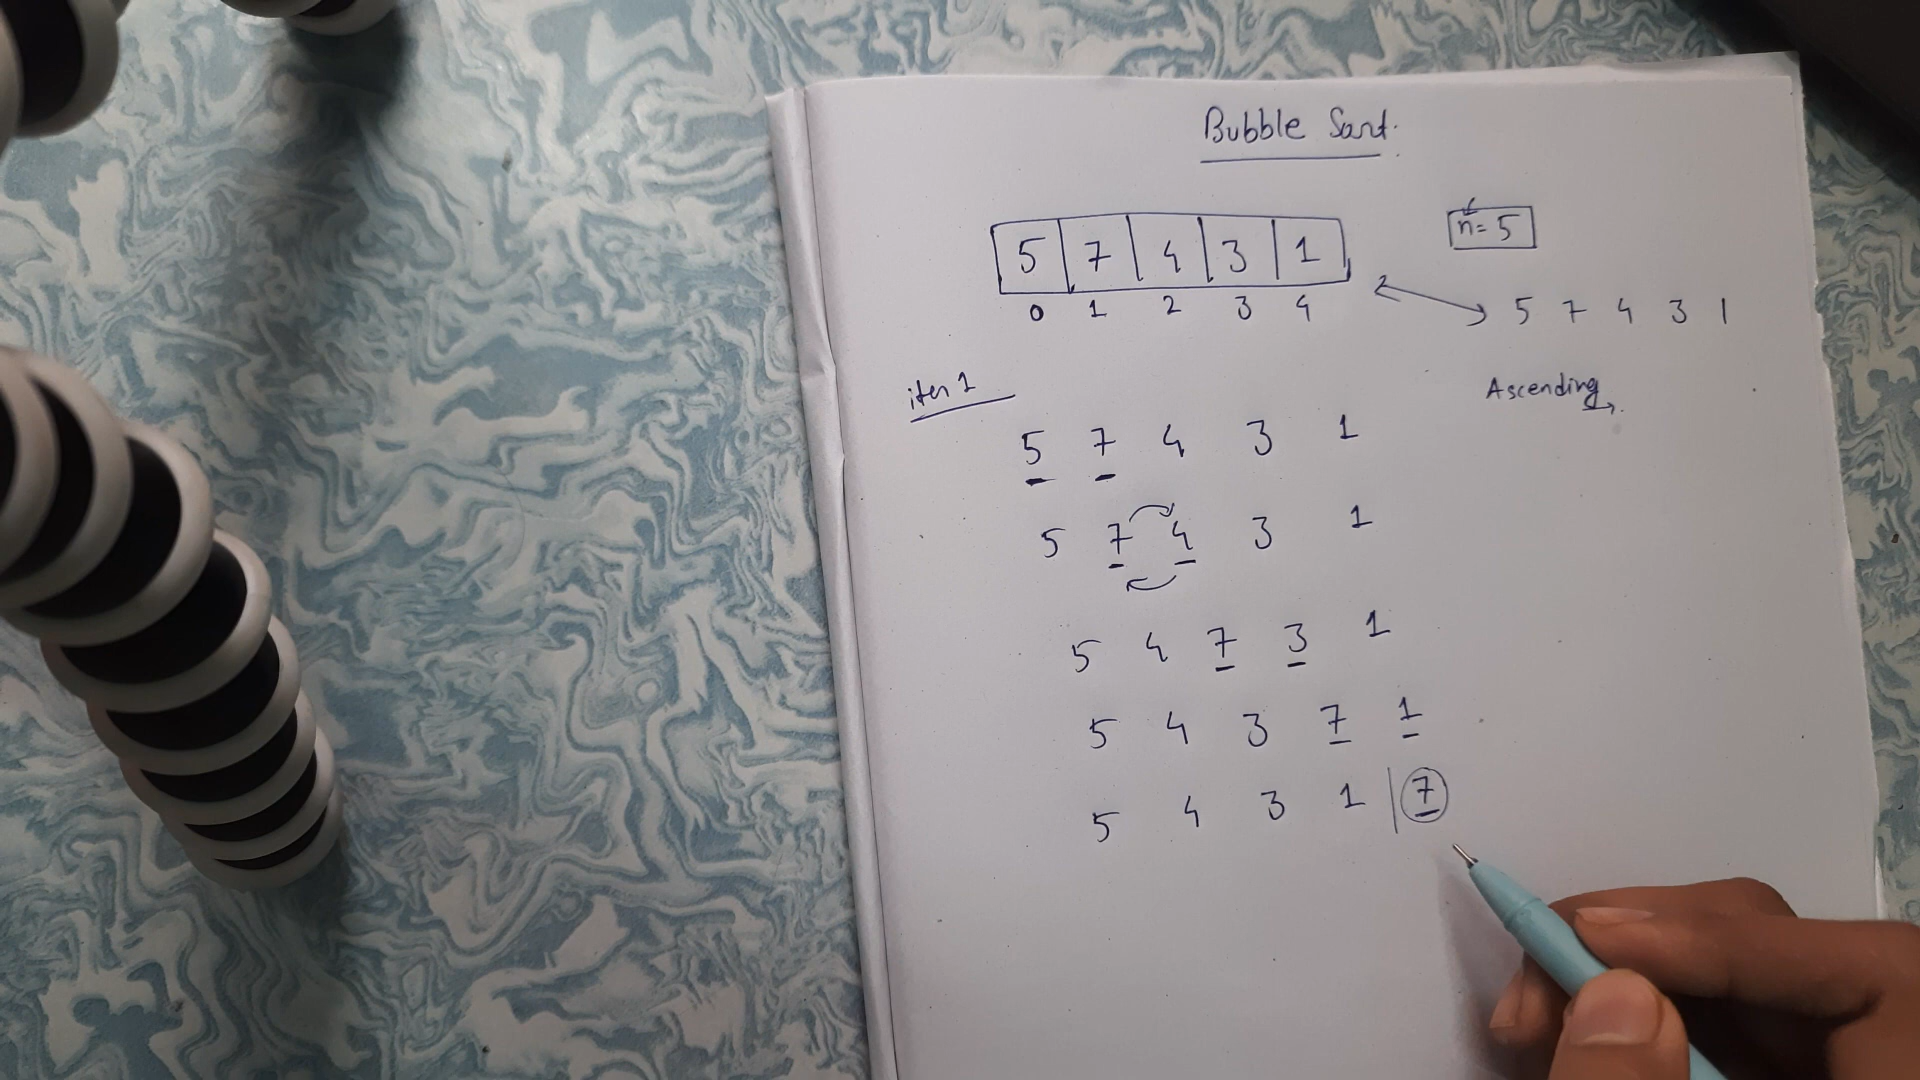 Bubble Sort.
5 7 4 3 1
n=5
0 1 2 3 4
5 7 4 3 1
iter 1
Ascending
5 7 4 3 1
5 7 4 3 1
5 4 7 3 1
5 4 3 7 1
5 4 3 1 | 7